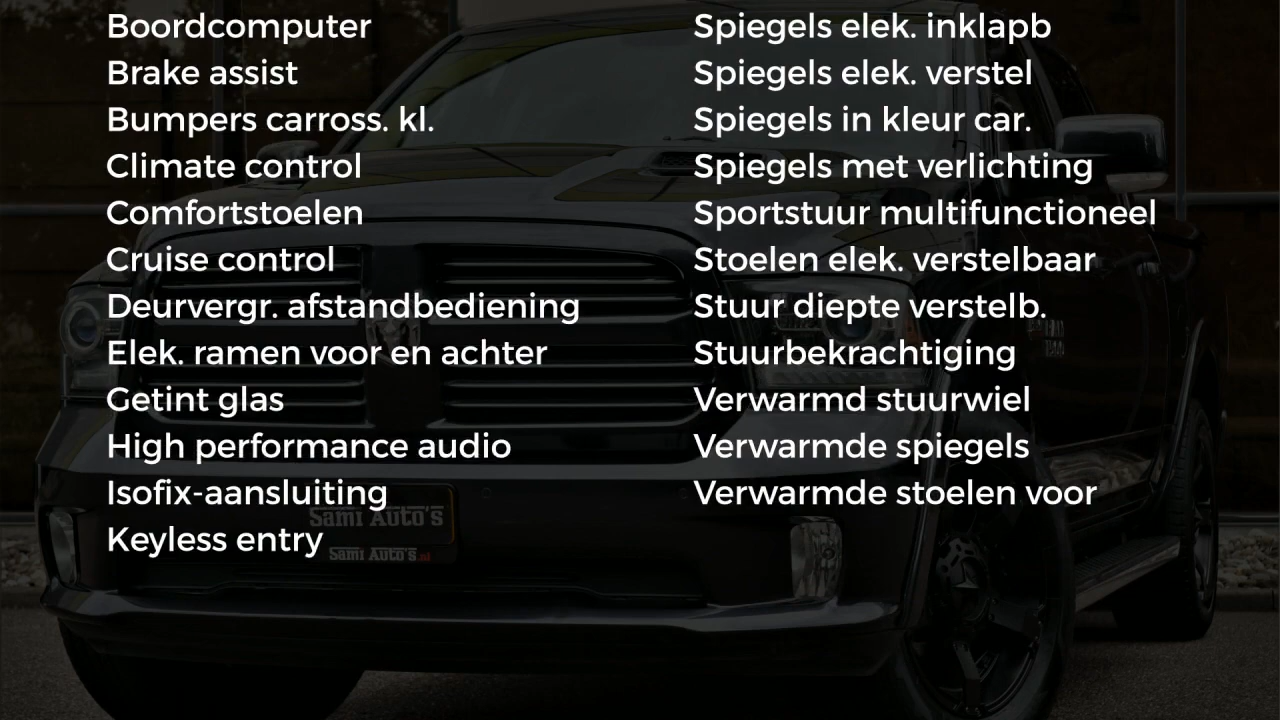 Boordcomputer
Brake assist
Bumpers carross. kl.
Climate control
Comfortstoelen
Cruise control
Deurvergr. afstandbediening
Elek. ramen voor en achter
Getint glas
High performance audio
Isofix-aansluiting
Keyless entry
Spiegels elek. inklapb
Spiegels elek. verstel
Spiegels in kleur car.
Spiegels met verlichting
Sportstuur multifunctioneel
Stoelen elek. verstelbaar
Stuur diepte verstelb.
Stuurbekrachtiging
Verwarmd stuurwiel
Verwarmde spiegels
Verwarmde stoelen voor
Sami Auto's
Sami Auto's.nl